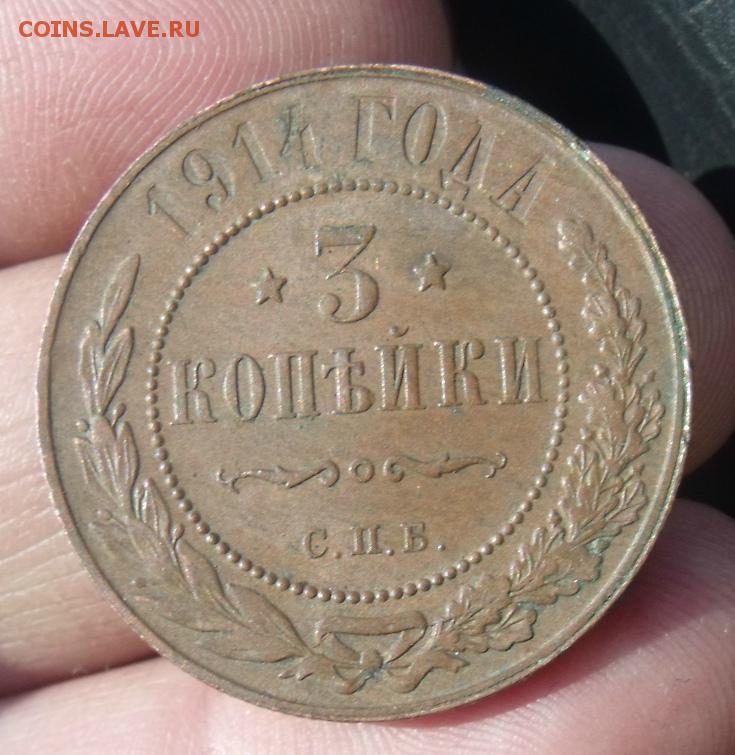 COINS.LAVE.RU
1914 ГОДА
3
КОПѢЙКИ
С.П.Б.